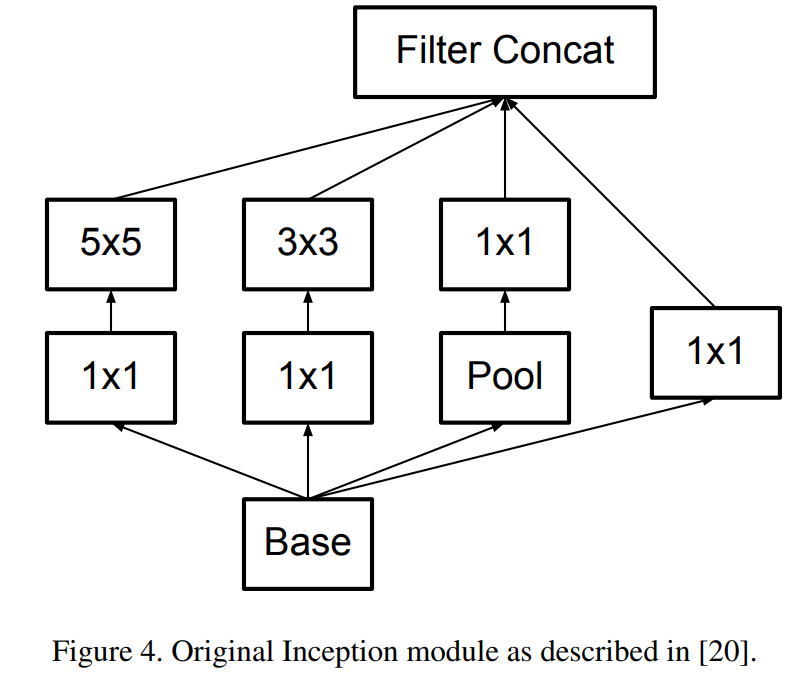 Filter Concat
5x5
3x3
1x1
1x1
1x1
1x1
Pool
Base
Figure 4. Original Inception module as described in [20].